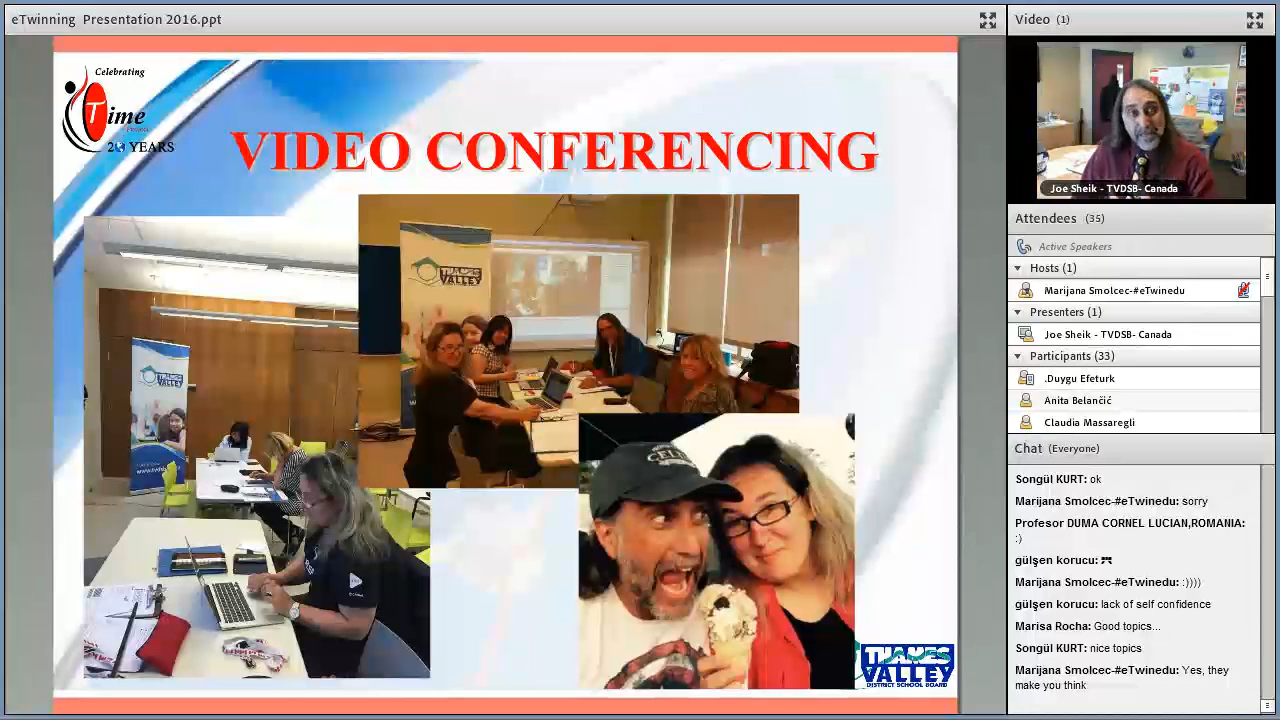 eTwinning Presentation 2016.ppt
Celebrating
Time
20 YEARS
VIDEO CONFERENCING
THAMES
VALLEY
THAMES
VALLEY
CELTI
THAMES
VALLEY
DISTRICT SCHOOL BOARD
Video (1)
Joe Sheik - TVDSB- Canada
Attendees (35)
Active Speakers
Hosts (1)
Marijana Smolcec-#eTwinedu
Presenters (1)
Joe Sheik - TVDSB- Canada
Participants (33)
.Duygu Efeturk
Anita Belančić
Claudia Massaregli
Chat (Everyone)
Songül KURT: ok
Marijana Smolcec-#eTwinedu: sorry
Profesor DUMA CORNEL LUCIAN,ROMANIA:
:)
gülşen korucu:
Marijana Smolcec-#eTwinedu: :))))
gülşen korucu: lack of self confidence
Marisa Rocha: Good topics...
Songül KURT: nice topics
Marijana Smolcec-#eTwinedu: Yes, they
make you think